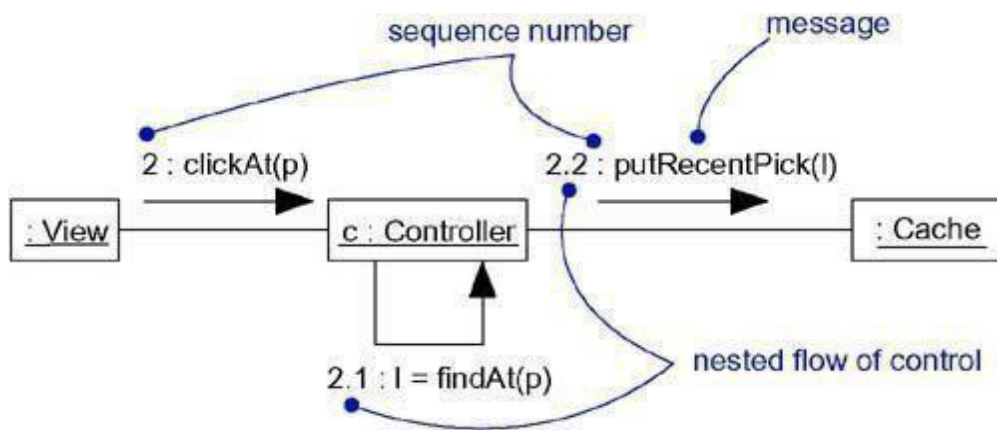 sequence number
message
2 : clickAt(p)
2.2 : putRecentPick(l)
: View
c : Controller
: Cache
2.1 : l = findAt(p)
nested flow of control